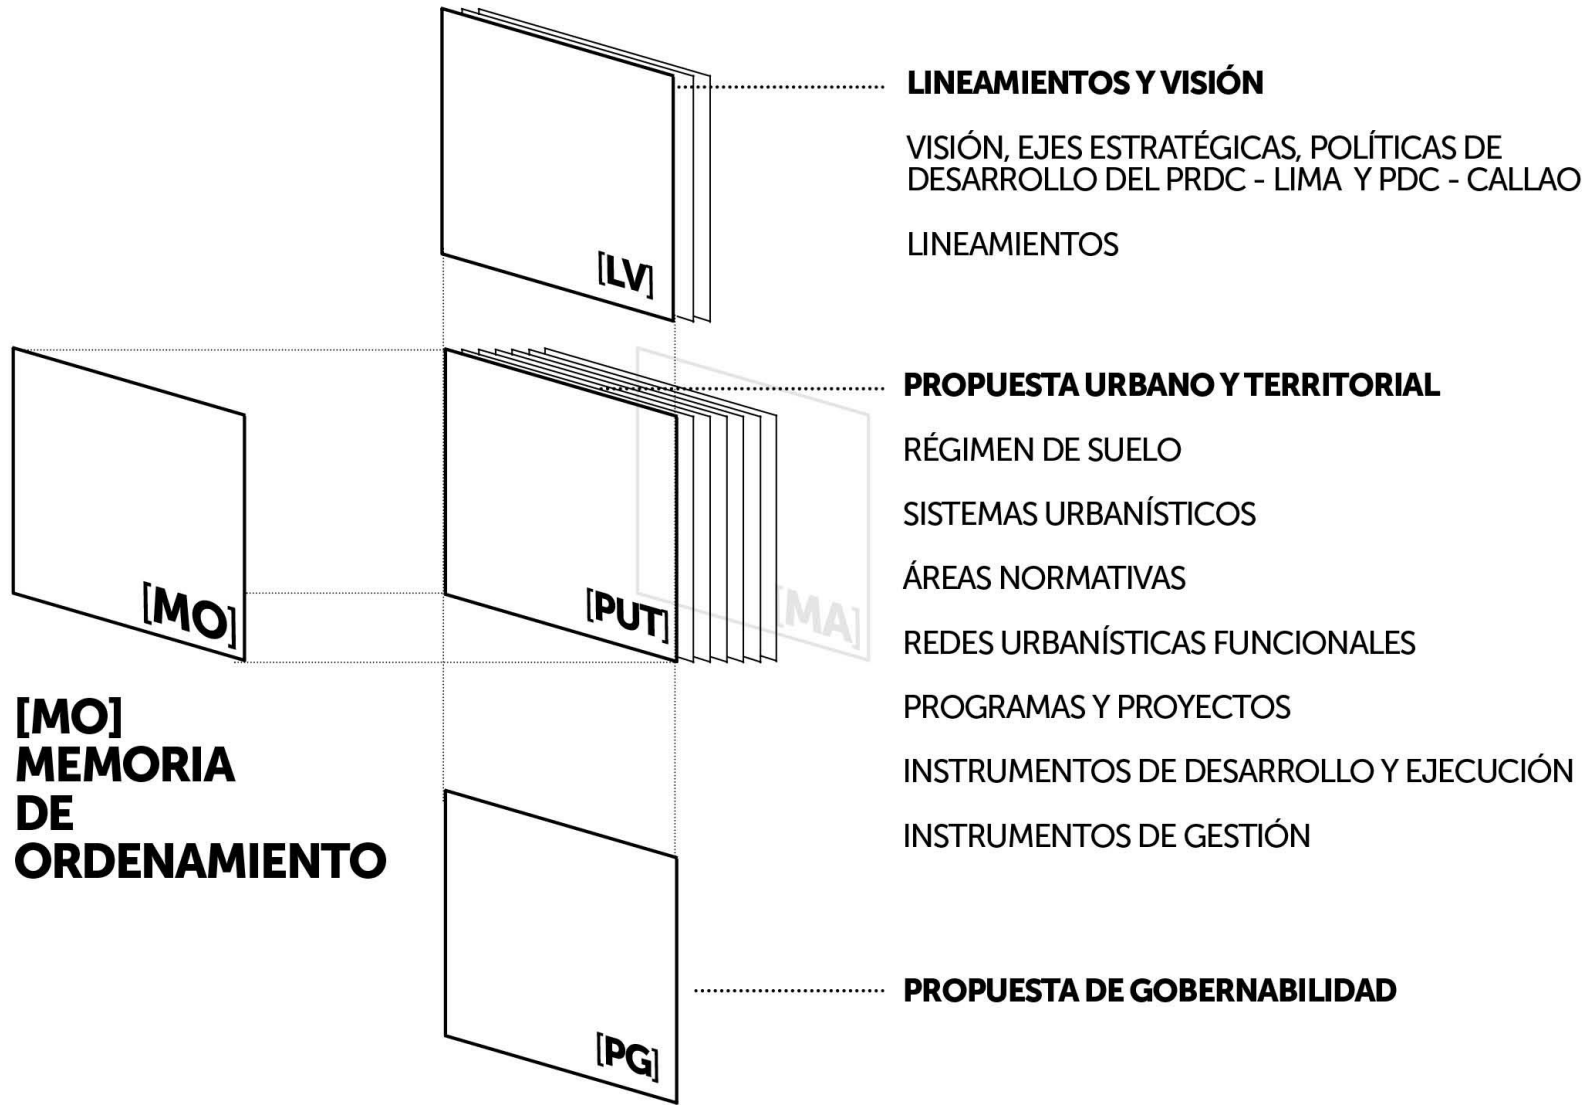 LINEAMIENTOS Y VISIÓN
VISIÓN, EJES ESTRATÉGICAS, POLÍTICAS DE
DESARROLLO DEL PRDC - LIMA Y PDC - CALLAO
LINEAMIENTOS
[LV]
PROPUESTA URBANO Y TERRITORIAL
RÉGIMEN DE SUELO
SISTEMAS URBANÍSTICOS
ÁREAS NORMATIVAS
REDES URBANÍSTICAS FUNCIONALES
PROGRAMAS Y PROYECTOS
INSTRUMENTOS DE DESARROLLO Y EJECUCIÓN
INSTRUMENTOS DE GESTIÓN
[MO]
[PUT]
[MA]
[MO]
MEMORIA
DE
ORDENAMIENTO
PROPUESTA DE GOBERNABILIDAD
[PG]